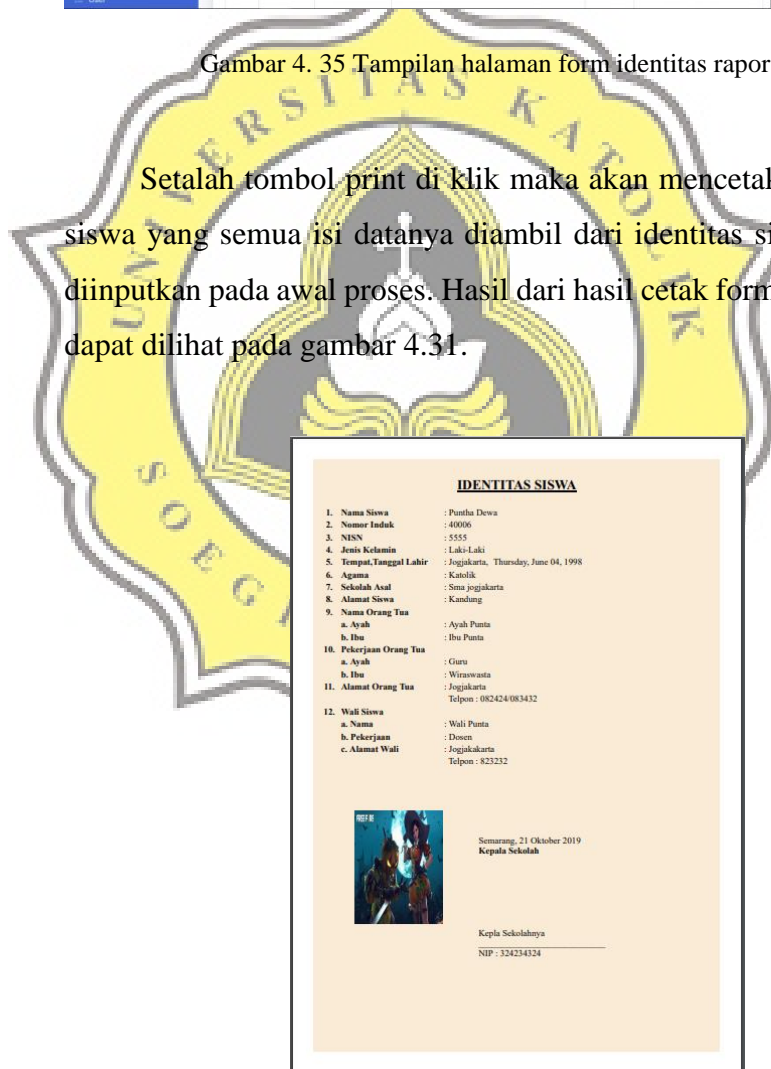 Gambar 4. 35 Tampilan halaman form identitas rapor
UNIVERSITAS KATOLIK
Setalah tombol print di klik maka akan mencetak
siswa yang semua isi datanya diambil dari identitas si
diinputkan pada awal proses. Hasil dari hasil cetak form
dapat dilihat pada gambar 4.31.
SOEGI
IDENTITAS SISWA
1. Nama Siswa : Puntha Dewa
2. Nomor Induk : 40006
3. NISN : 5555
4. Jenis Kelamin : Laki-Laki
5. Tempat,Tanggal Lahir : Jogjakarta, Thursday, June 04, 1998
6. Agama : Katolik
7. Sekolah Asal : Sma jogjakarta
8. Alamat Siswa : Kandung
9. Nama Orang Tua
a. Ayah : Ayah Punta
b. Ibu : Ibu Punta
10. Pekerjaan Orang Tua
a. Ayah : Guru
b. Ibu : Wiraswasta
11. Alamat Orang Tua : Jogjakarta
Telpon : 082424/083432
12. Wali Siswa
a. Nama : Wali Punta
b. Pekerjaan : Dosen
c. Alamat Wali : Jogjakakarta
Telpon : 823232
Semarang, 21 Oktober 2019
Kepala Sekolah
Kepla Sekolahnya
NIP : 324234324